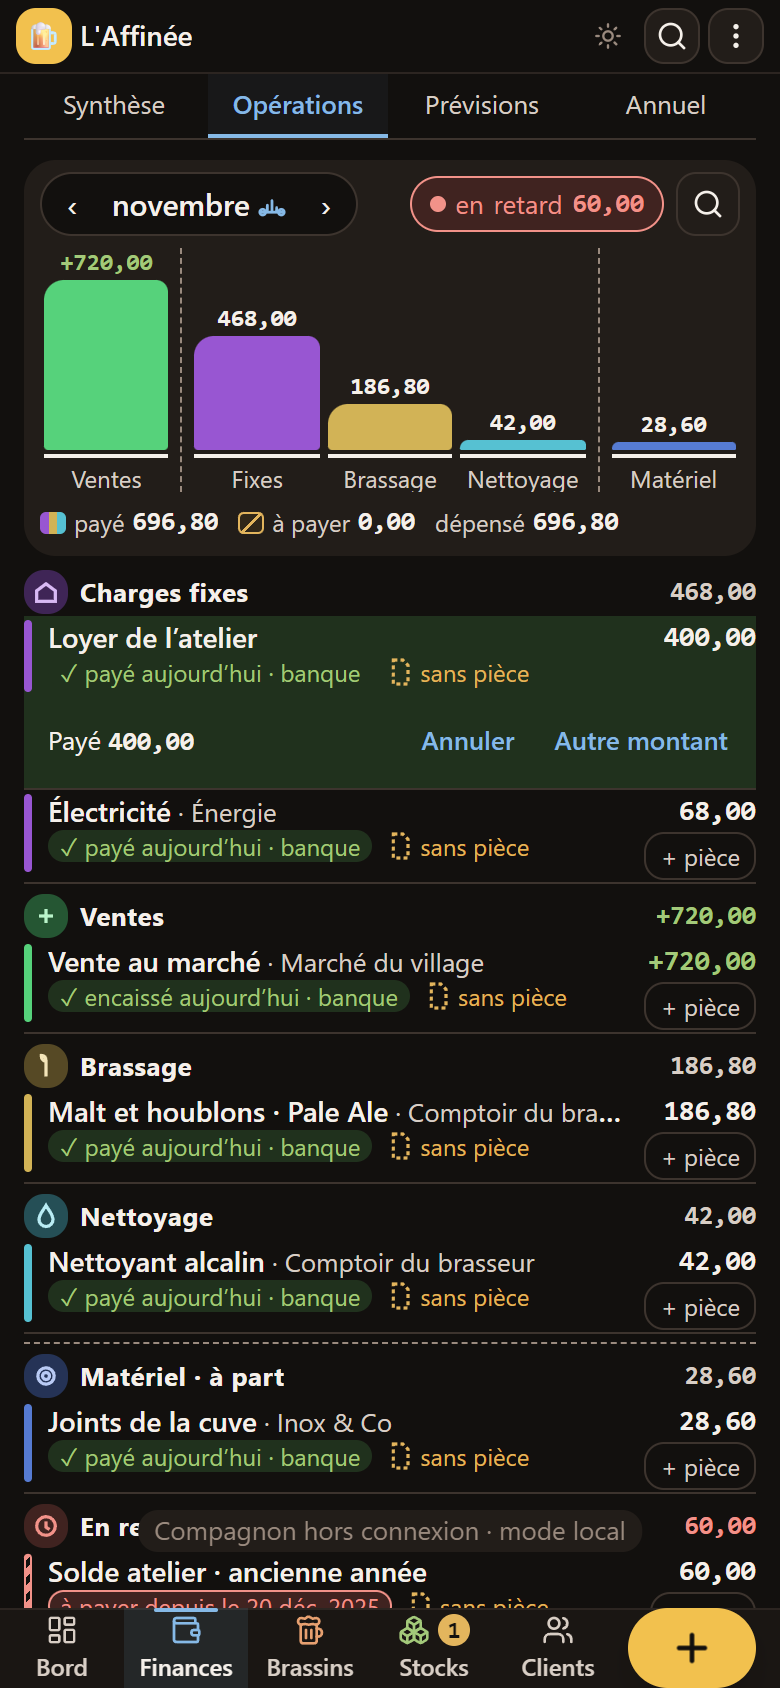 L'Affinée
Synthèse Opérations Prévisions Annuel
‹ novembre › en retard 60,00
+720,00
468,00
186,80
42,00
28,60
Ventes Fixes Brassage Nettoyage Matériel
payé 696,80 à payer 0,00 dépensé 696,80
Charges fixes 468,00
Loyer de l’atelier 400,00
✓ payé aujourd’hui · banque sans pièce
Payé 400,00 Annuler Autre montant
Électricité · Énergie 68,00
✓ payé aujourd’hui · banque sans pièce + pièce
Ventes +720,00
Vente au marché · Marché du village +720,00
✓ encaissé aujourd’hui · banque sans pièce + pièce
Brassage 186,80
Malt et houblons · Pale Ale · Comptoir du bra... 186,80
✓ payé aujourd’hui · banque sans pièce + pièce
Nettoyage 42,00
Nettoyant alcalin · Comptoir du brasseur 42,00
✓ payé aujourd’hui · banque sans pièce + pièce
Matériel · à part 28,60
Joints de la cuve · Inox & Co 28,60
✓ payé aujourd’hui · banque sans pièce + pièce
En re 60,00
Compagnon hors connexion · mode local
Solde atelier · ancienne année 60,00
à payer depuis le 20 déc. 2025 sans pièce
1
Bord Finances Brassins Stocks Clients +